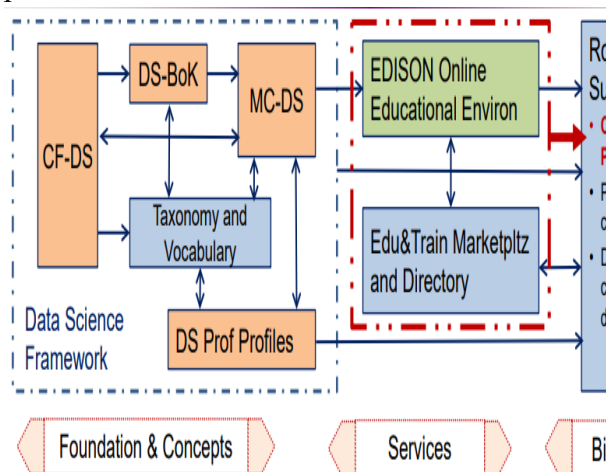 DS-BoK
CF-DS
MC-DS
Taxonomy and
Vocabulary
DS Prof Profiles
Data Science
Framework
EDISON Online
Educational Environ
Edu&Train Marketpltz
and Directory
Foundation & Concepts
Services